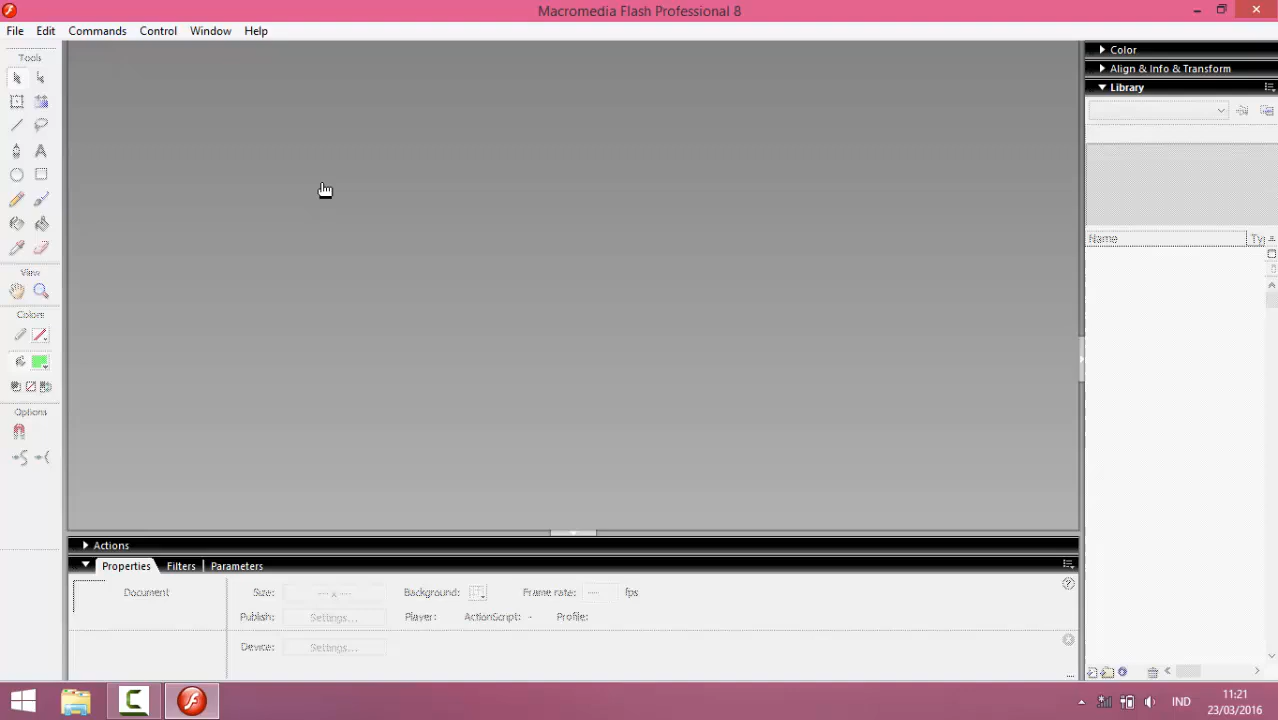 Macromedia Flash Professional 8
File Edit Commands Control Window Help
Tools
View
Colors
Options
Color
Align & Info & Transform
Library
Name Ty
Actions
Properties Filters Parameters
Document
Size: --- x ---
Background:
Frame rate: ---- fps
Publish: Settings...
Player: ActionScript: - Profile:
Device: Settings...
IND
11:21
23/03/2016